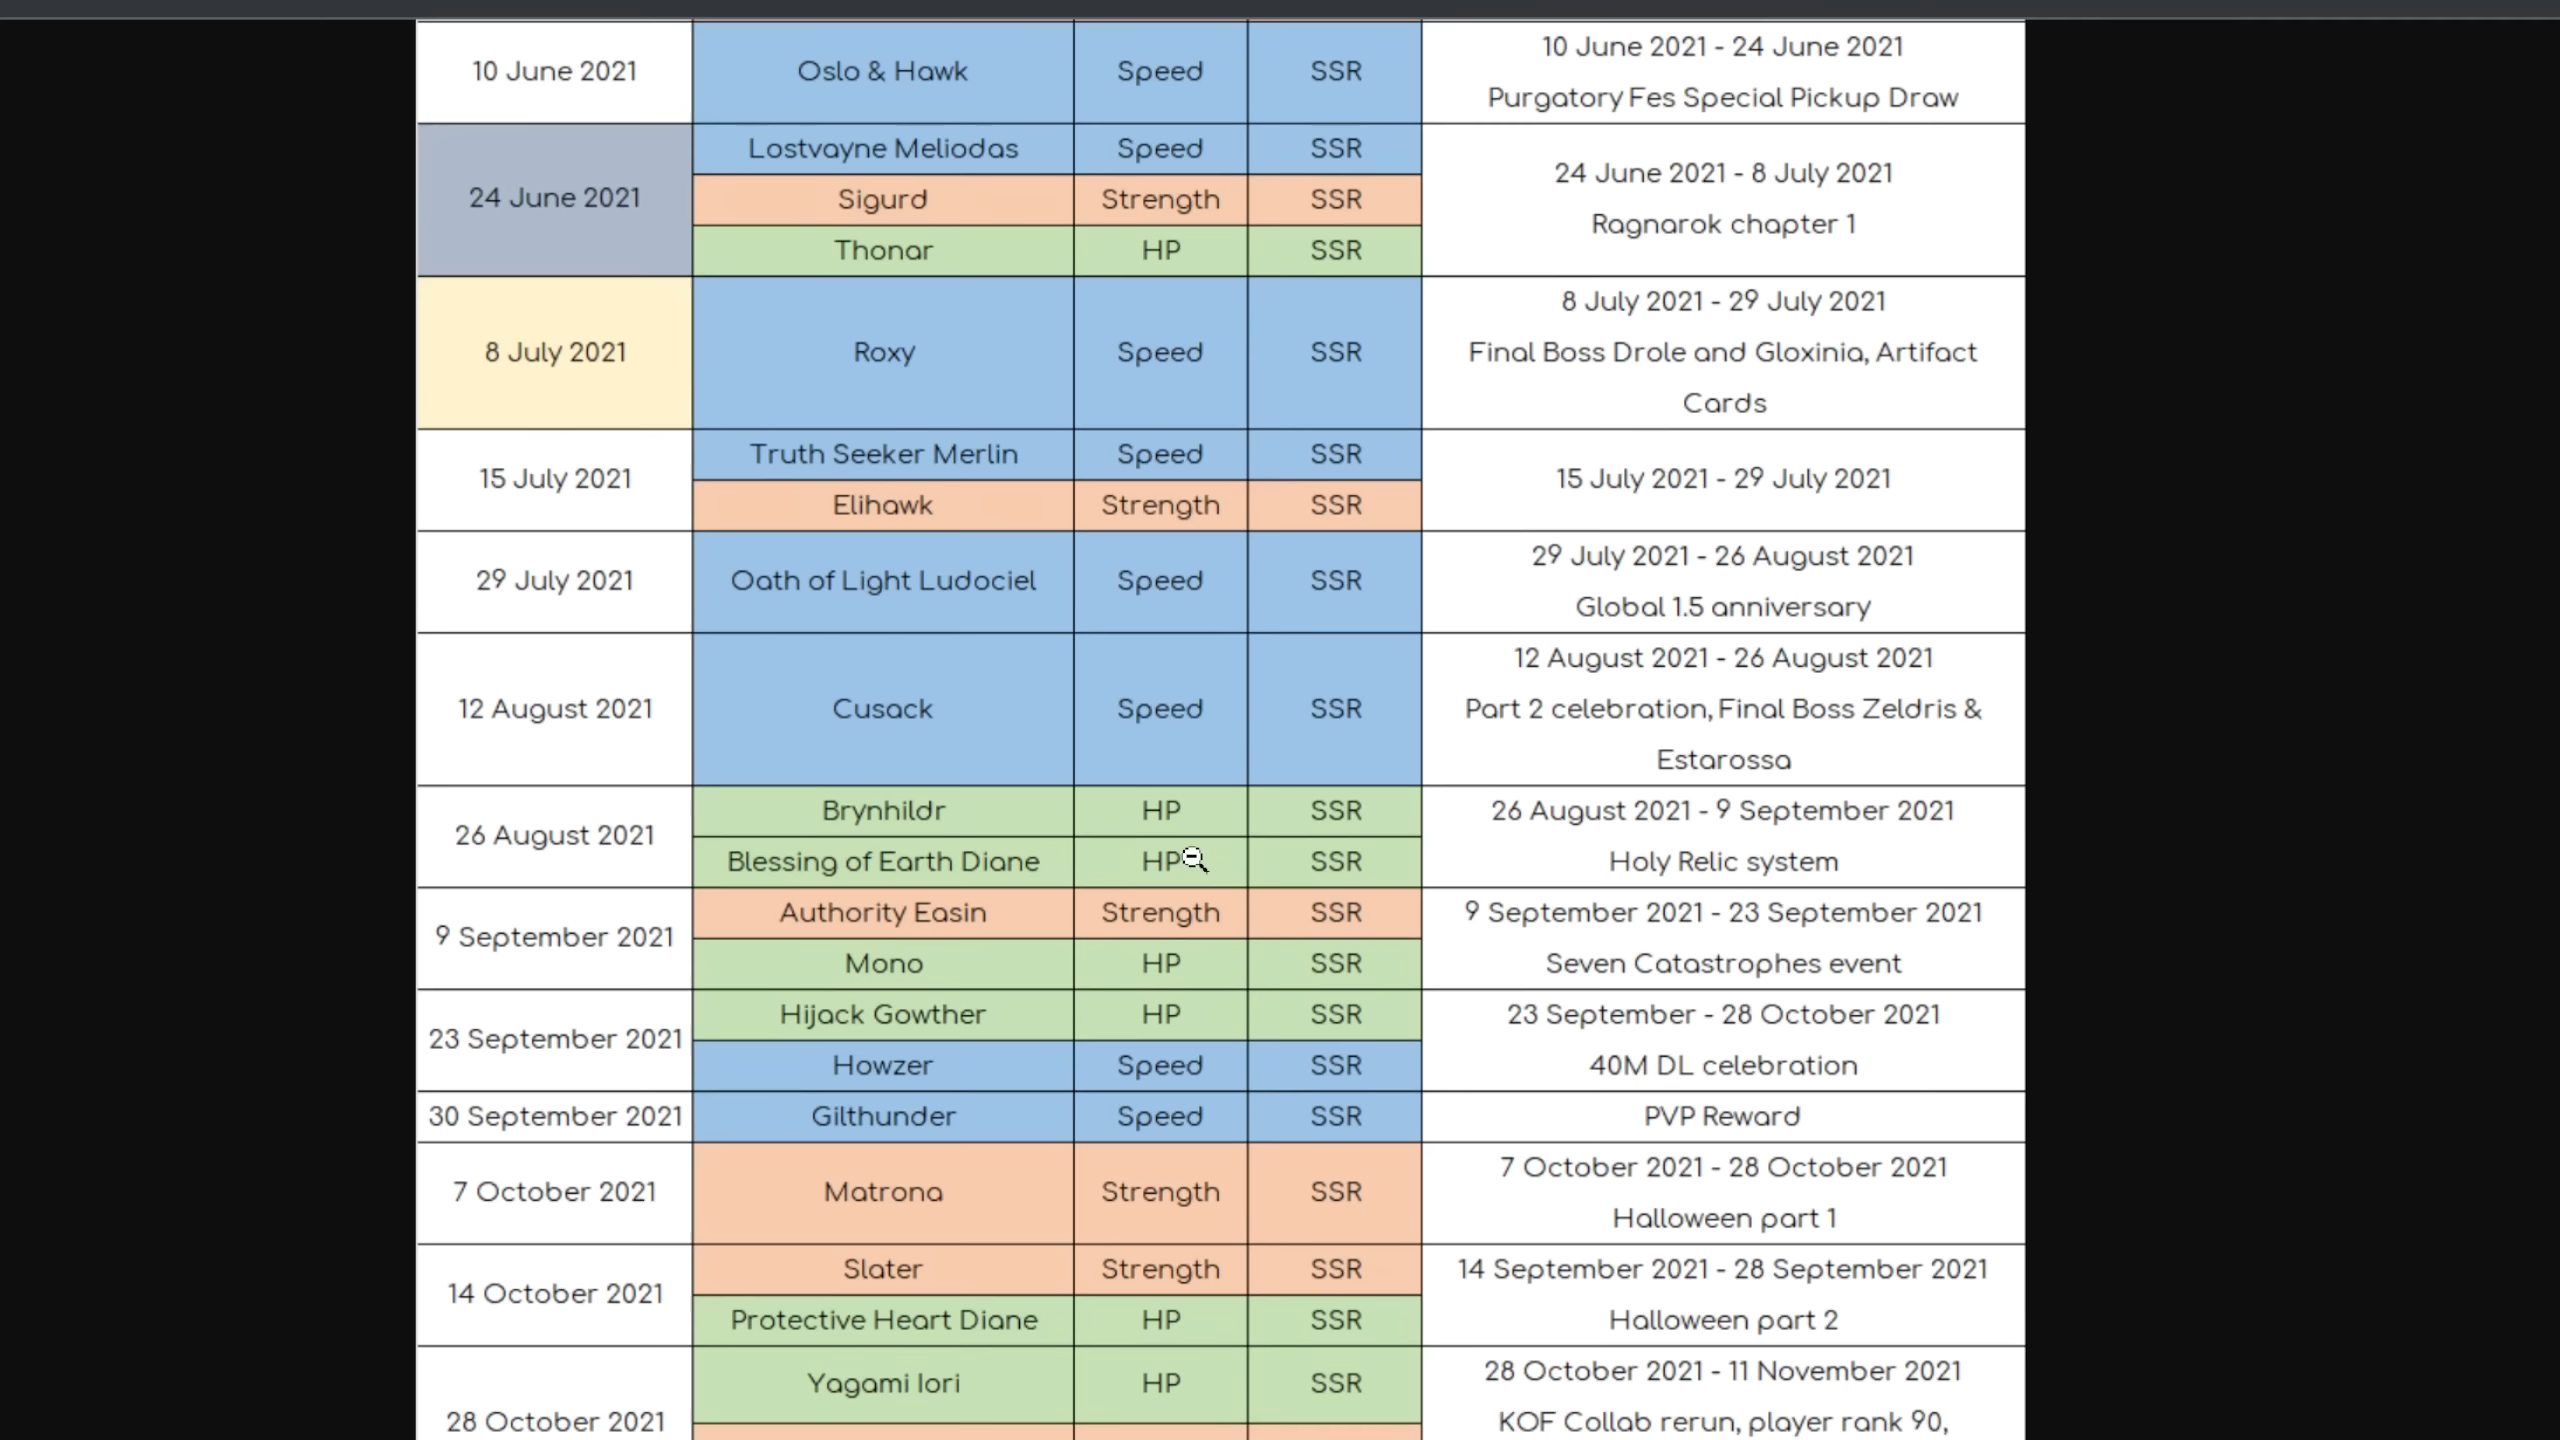 10 June 2021
Oslo & Hawk
Speed
SSR
10 June 2021 - 24 June 2021
Purgatory Fes Special Pickup Draw
24 June 2021
Lostvayne Meliodas
Speed
SSR
Sigurd
Strength
SSR
Thonar
HP
SSR
24 June 2021 - 8 July 2021
Ragnarok chapter 1
8 July 2021
Roxy
Speed
SSR
8 July 2021 - 29 July 2021
Final Boss Drole and Gloxinia, Artifact
Cards
15 July 2021
Truth Seeker Merlin
Speed
SSR
Elihawk
Strength
SSR
15 July 2021 - 29 July 2021
29 July 2021
Oath of Light Ludociel
Speed
SSR
29 July 2021 - 26 August 2021
Global 1.5 anniversary
12 August 2021
Cusack
Speed
SSR
12 August 2021 - 26 August 2021
Part 2 celebration, Final Boss Zeldris &
Estarossa
26 August 2021
Brynhildr
HP
SSR
Blessing of Earth Diane
HP
SSR
26 August 2021 - 9 September 2021
Holy Relic system
9 September 2021
Authority Easin
Strength
SSR
Mono
HP
SSR
9 September 2021 - 23 September 2021
Seven Catastrophes event
23 September 2021
Hijack Gowther
HP
SSR
Howzer
Speed
SSR
23 September - 28 October 2021
40M DL celebration
30 September 2021
Gilthunder
Speed
SSR
PVP Reward
7 October 2021
Matrona
Strength
SSR
7 October 2021 - 28 October 2021
Halloween part 1
14 October 2021
Slater
Strength
SSR
Protective Heart Diane
HP
SSR
14 September 2021 - 28 September 2021
Halloween part 2
28 October 2021
Yagami Iori
HP
SSR
28 October 2021 - 11 November 2021
KOF Collab rerun, player rank 90,